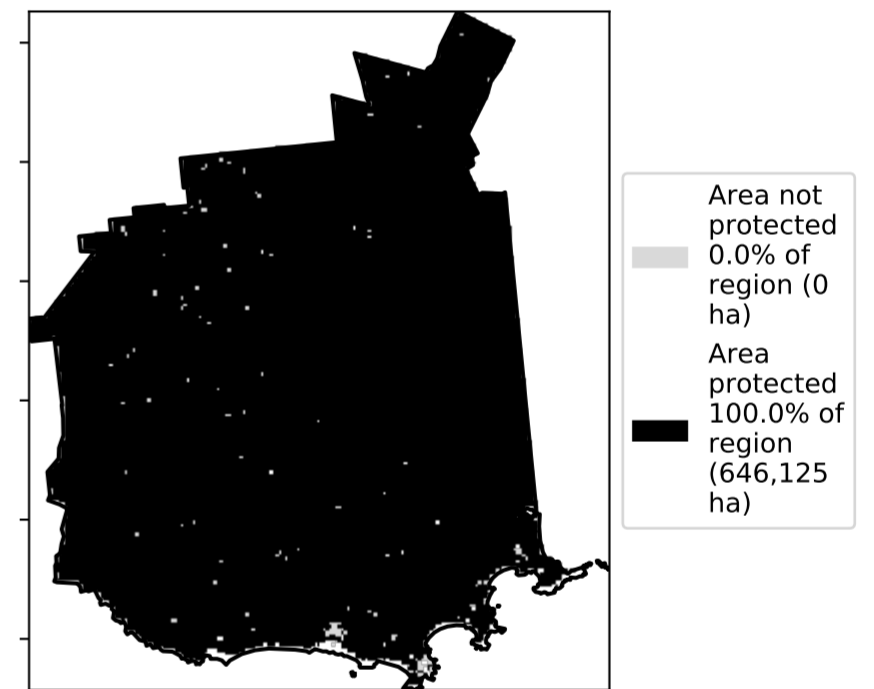 Area not
protected
0.0% of
region (0
ha)
Area
protected
100.0% of
region
(646,125
ha)